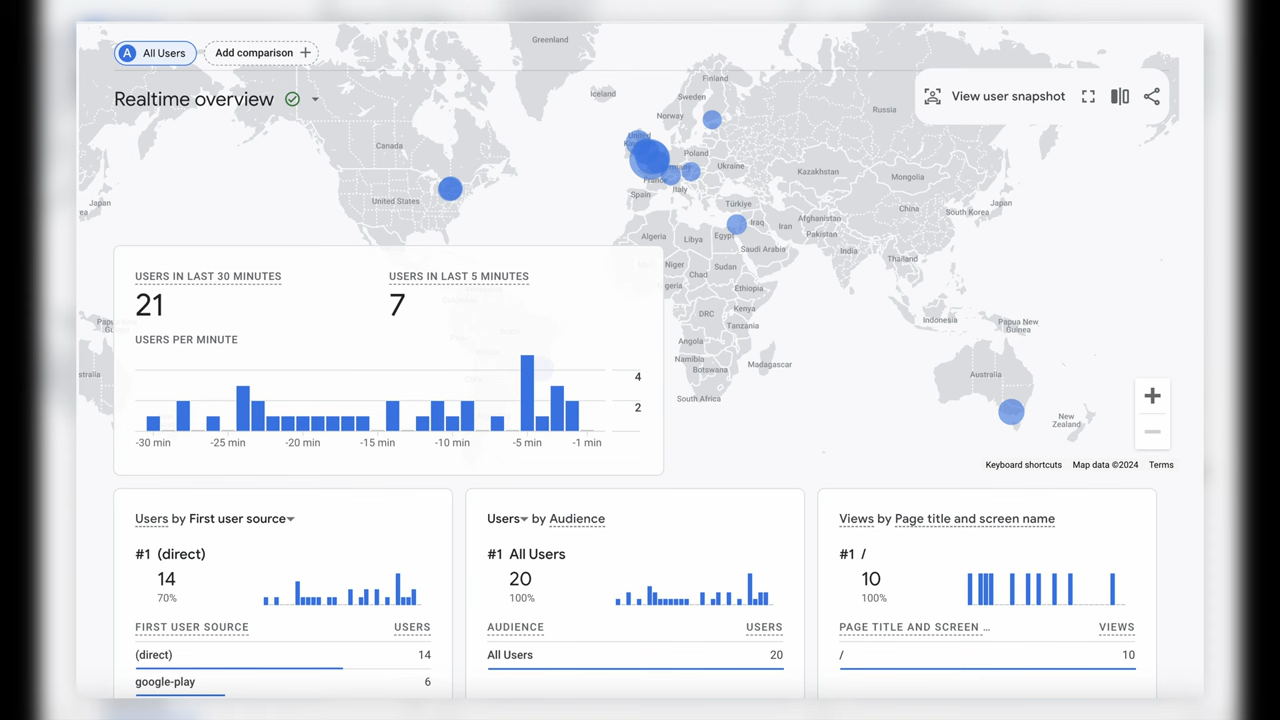 A All Users Add comparison +
Realtime overview
View user snapshot
Greenland
Iceland
Finland
Sweden
Norway
Russia
Canada
United States
United
Poland
Ukraine
France
Spain
Italy
Türkiye
Kazakhstan
Mongolia
China
South Korea
Japan
Japan
ea
Algeria
Libya
Egypt
Iraq
Iran
Afghanistan
Pakistan
Saudi Arabia
India
Thailand
Niger
Chad
Sudan
geria
Ethiopia
DRC
Kenya
Tanzania
Angola
Namibia
Botswana
Madagascar
South Africa
Indonesia
Papua New
Guinea
Australia
New
Zealand
stralia
USERS IN LAST 30 MINUTES USERS IN LAST 5 MINUTES
21 7
USERS PER MINUTE
4
2
-30 min -25 min -20 min -15 min -10 min -5 min -1 min
Keyboard shortcuts Map data ©2024 Terms
Users by First user source
#1 (direct)
14
70%
FIRST USER SOURCE USERS
(direct) 14
google-play 6
Users by Audience
#1 All Users
20
100%
AUDIENCE USERS
All Users 20
Views by Page title and screen name
#1 /
10
100%
PAGE TITLE AND SCREEN … VIEWS
/ 10